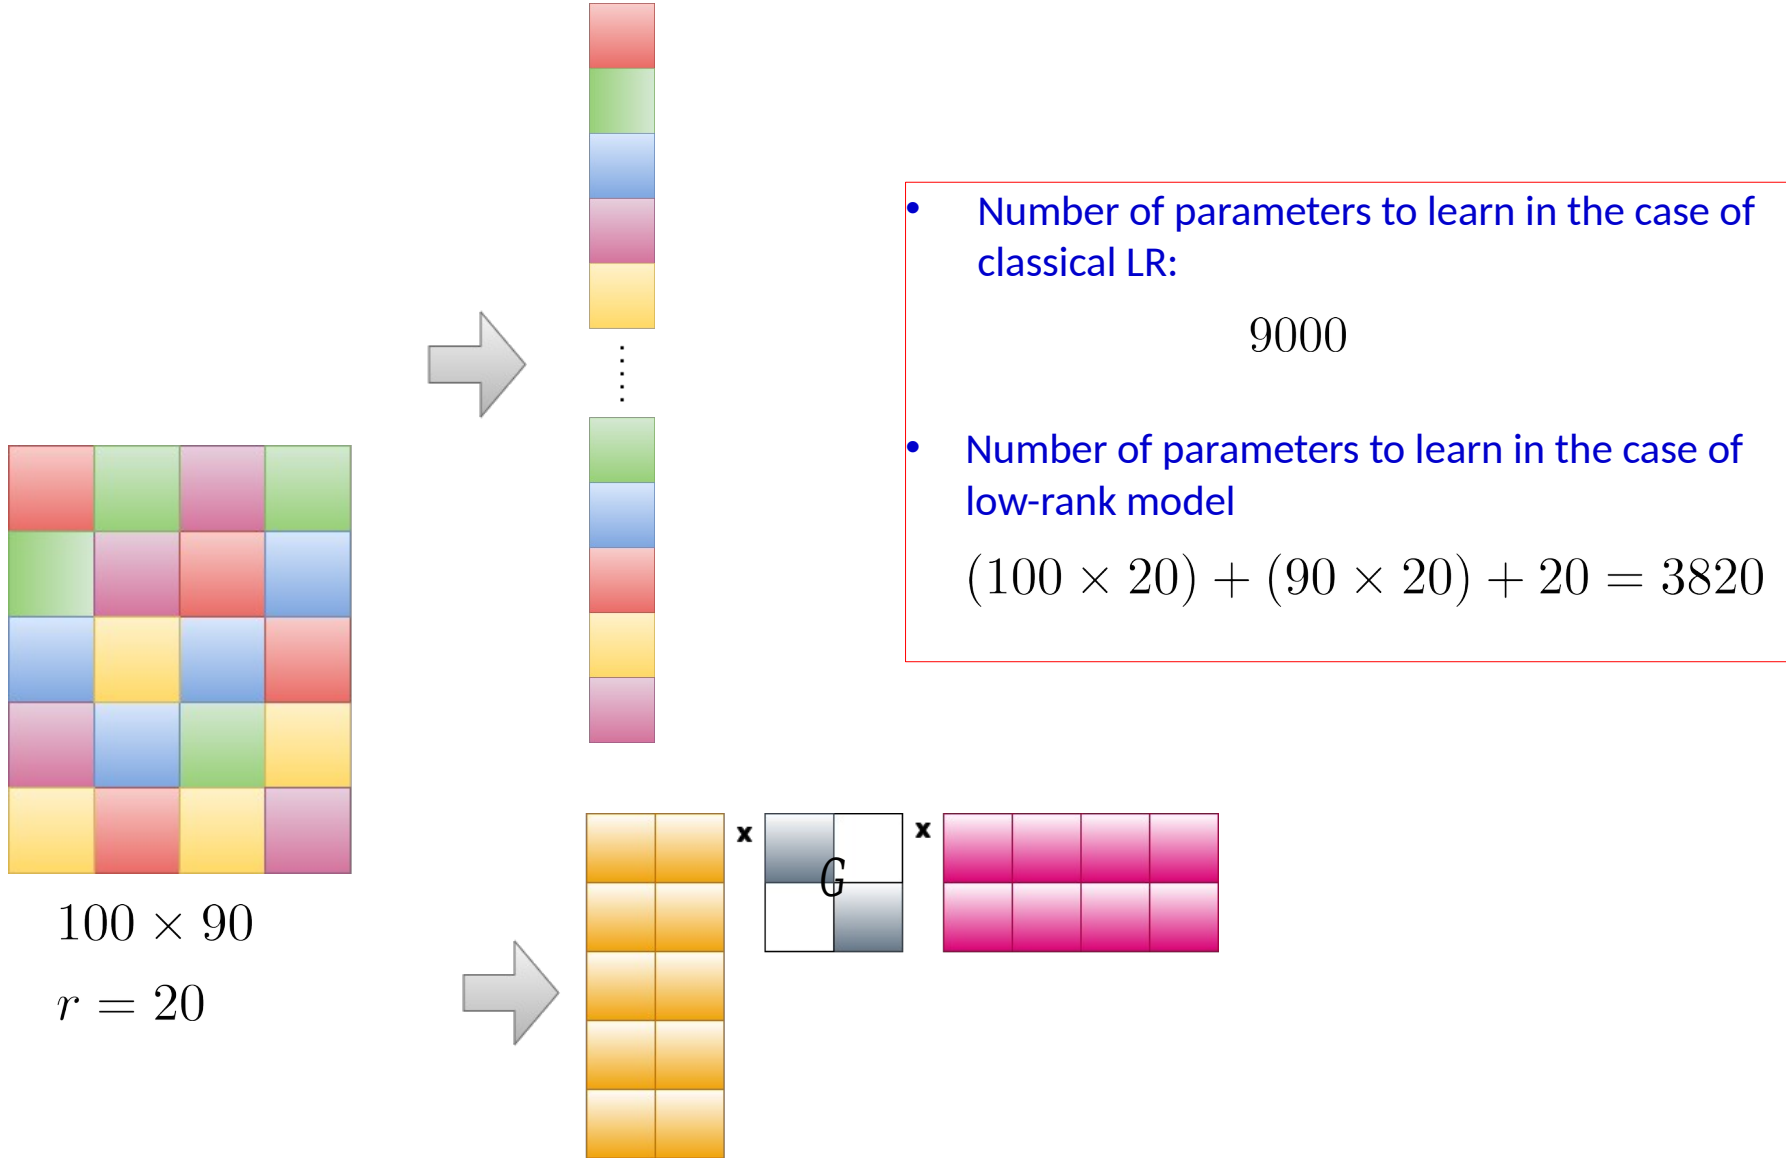 • Number of parameters to learn in the case of
classical LR:
9000
• Number of parameters to learn in the case of
low-rank model
(100 × 20) + (90 × 20) + 20 = 3820
x x
G
100 × 90
r = 20